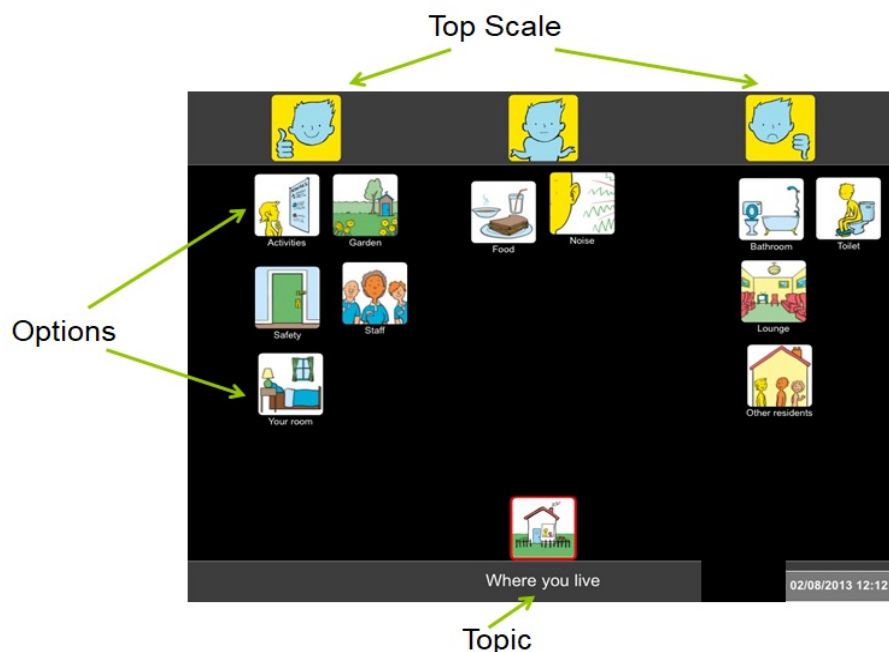 Top Scale
Activities
Garden
Food
Noise
Bathroom
Toilet
Options
Safety
Staff
Lounge
Your room
Other residents
Where you live
02/08/2013 12:12
Topic